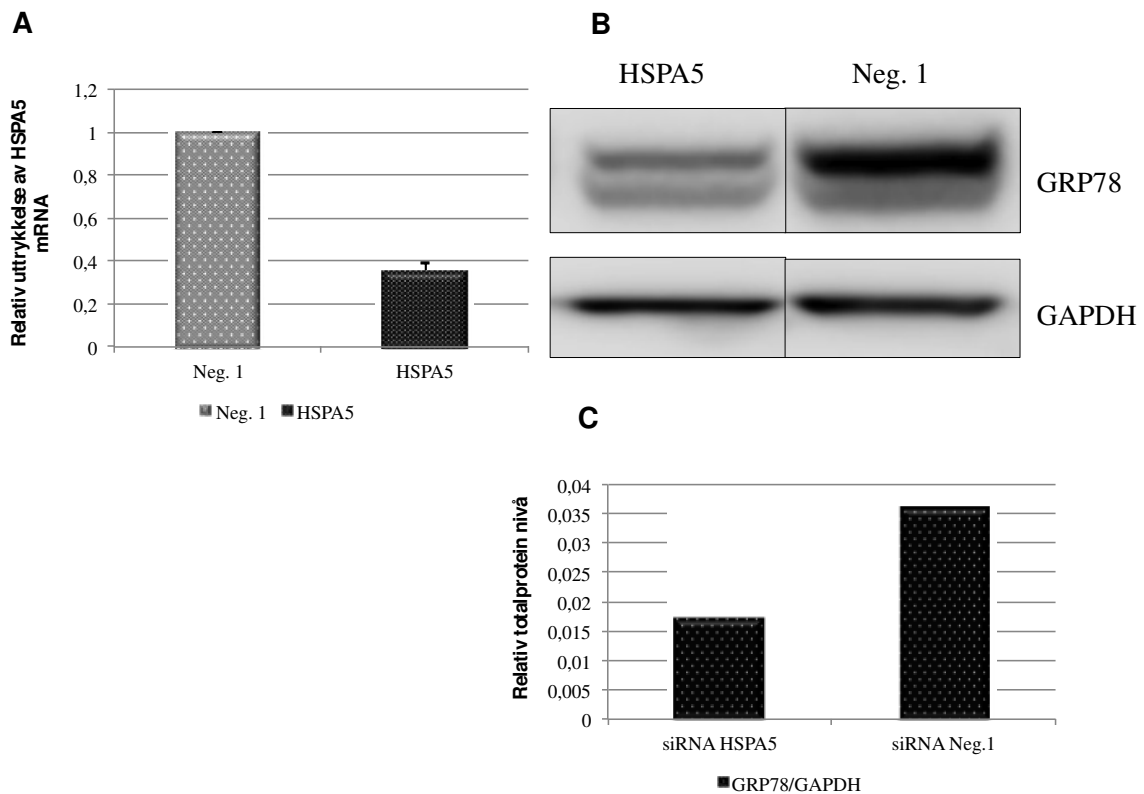 A
Relativ uttrykkelse av HSPA5
mRNA
1,2
1
0,8
0,6
0,4
0,2
0
Neg. 1
HSPA5
Neg. 1 HSPA5
B
HSPA5 Neg. 1
GRP78
GAPDH
C
Relativ totalprotein nivå
0,04
0,035
0,03
0,025
0,02
0,015
0,01
0,005
0
siRNA HSPA5
siRNA Neg.1
GRP78/GAPDH